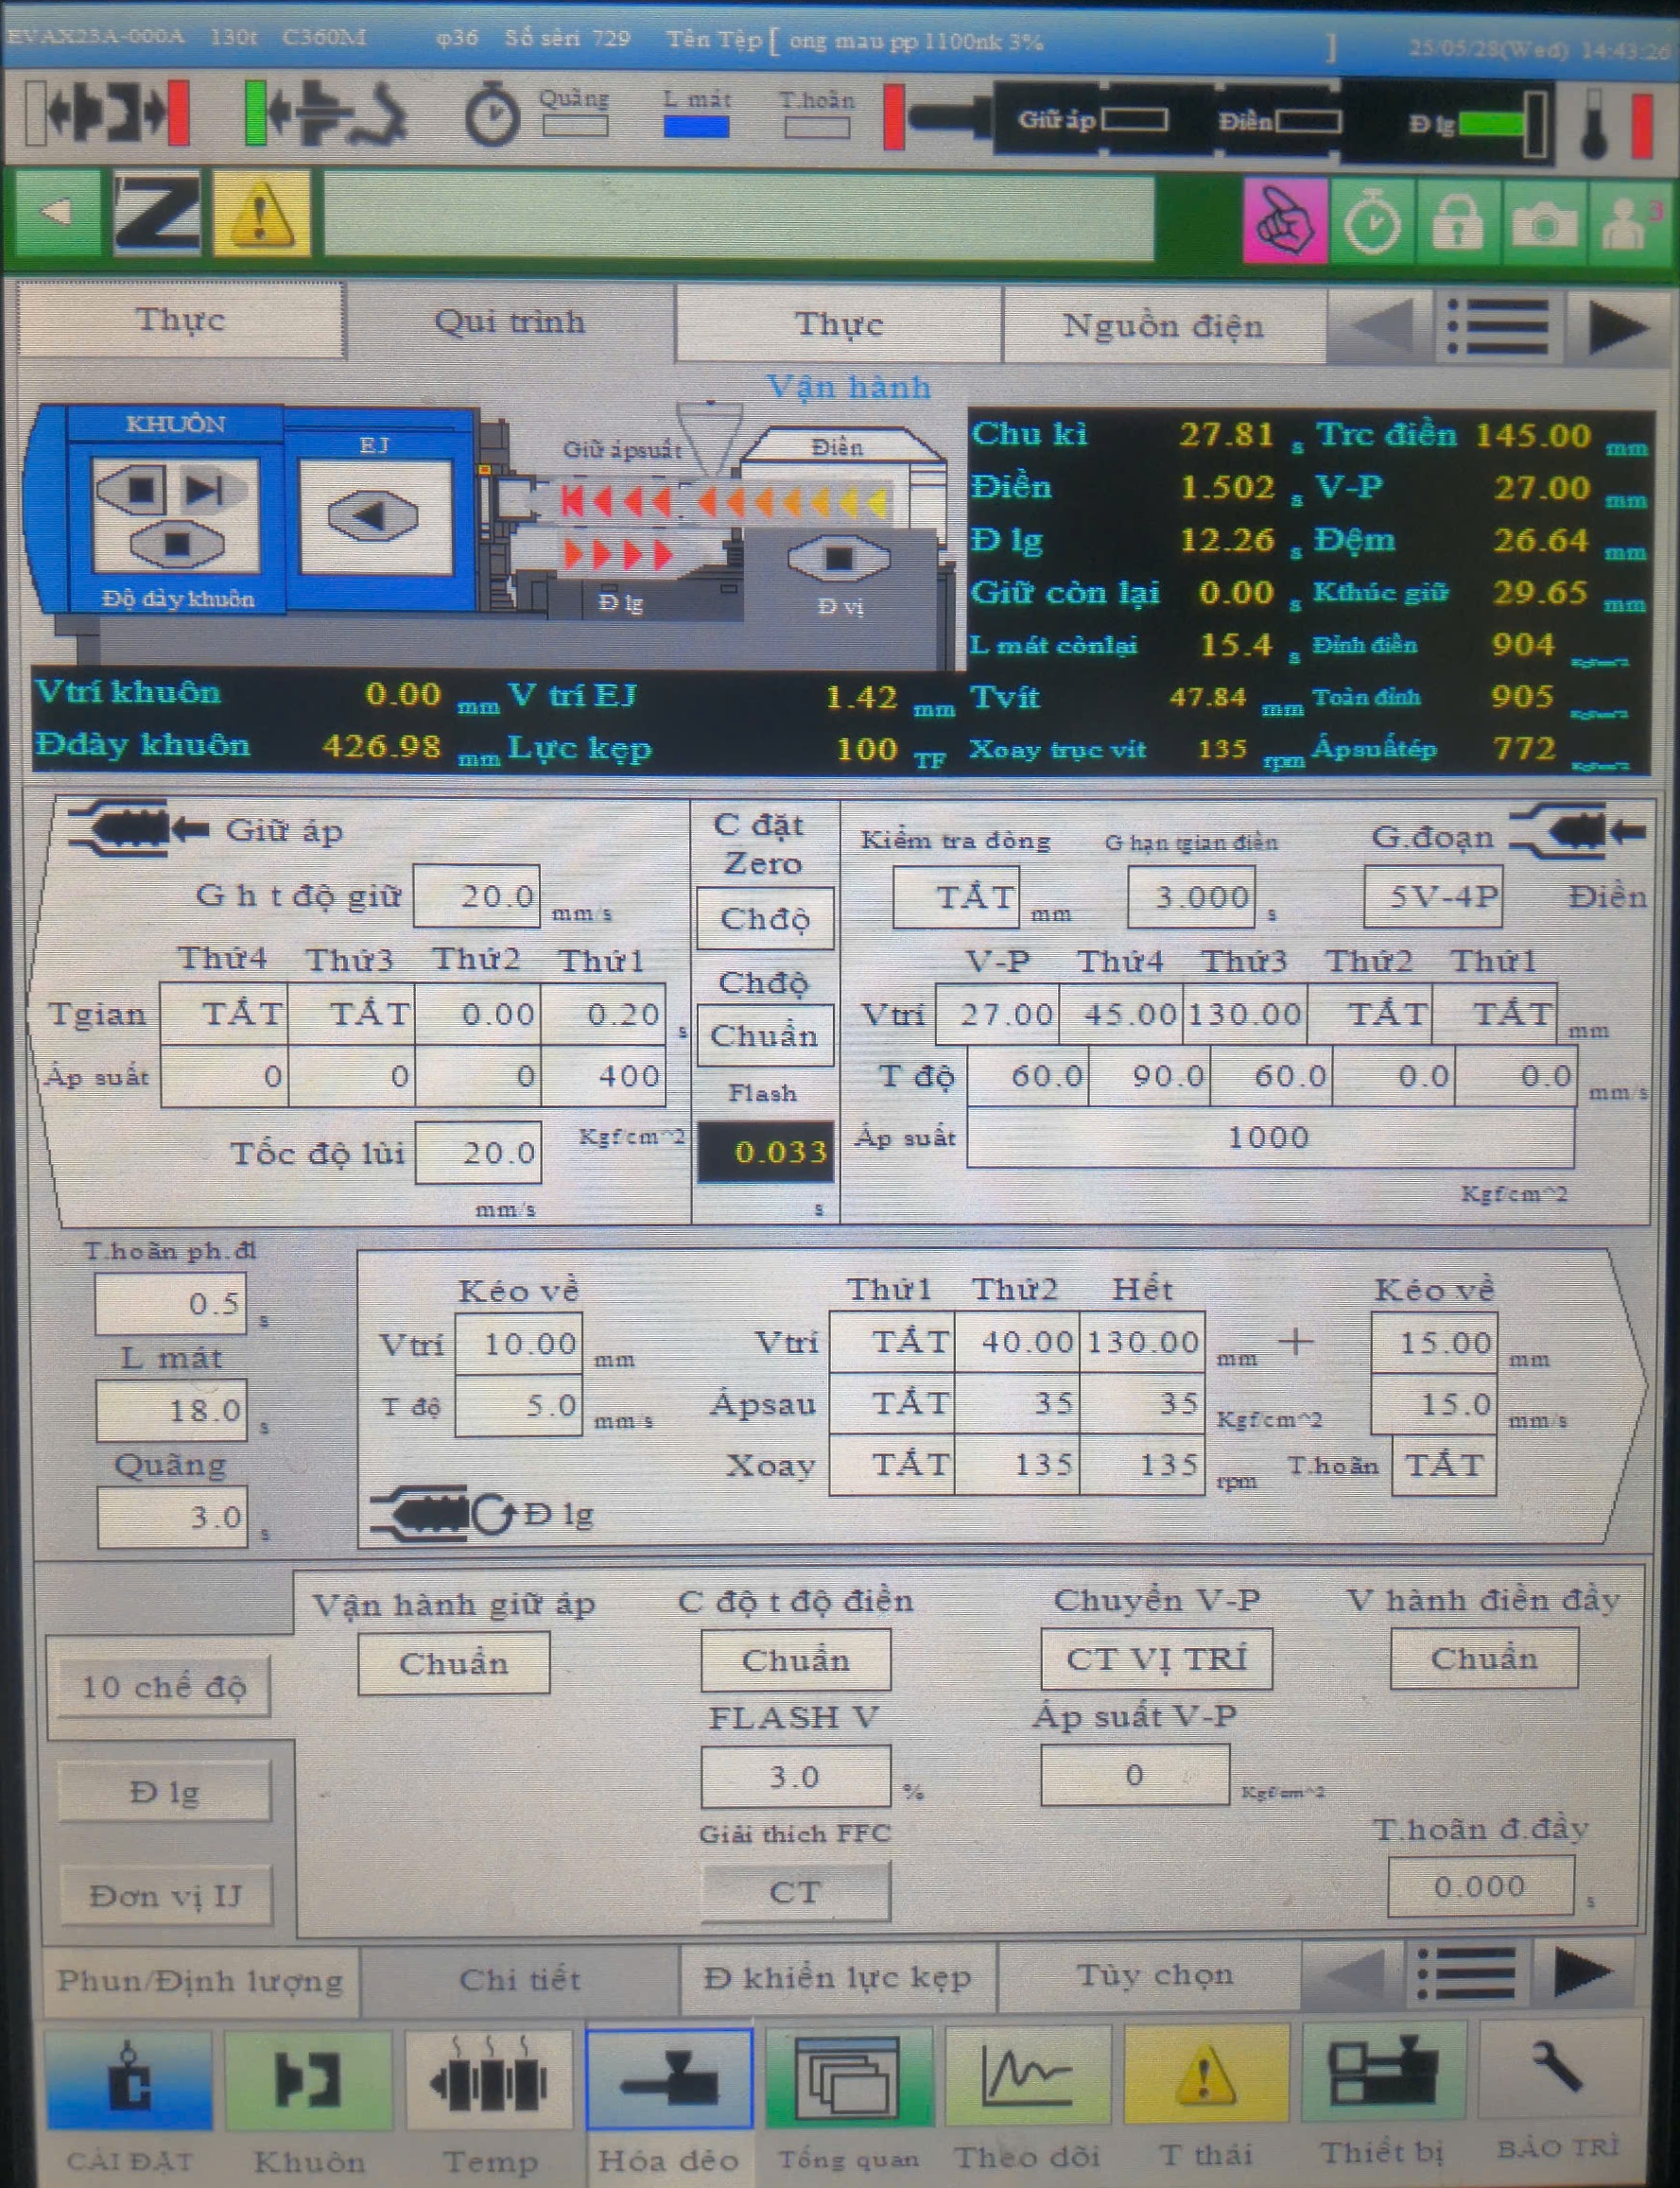 EVAX23A-000A 130t C360M φ36 Số sêri 729 Tên Tệp [ ong mau pp 1100nk 3% ] 25/05/28(Wed) 14:43:26
Quãng L mát T.hoãn Giữ áp Điền Đ lg
3
Thực Qui trình Thực Nguồn điện
Vận hành
KHUÔN EJ Giữ ápsuất Điền
Độ dày khuôn Đ lg Đ vị
Chu kì 27.81 s Trc điền 145.00 mm
Điền 1.502 s V-P 27.00 mm
Đ lg 12.26 s Đệm 26.64 mm
Giữ còn lại 0.00 s Kthúc giữ 29.65 mm
L mát cònlại 15.4 s Đỉnh điền 904
Vtrí khuôn 0.00 mm V trí EJ 1.42 mm Tvít 47.84 mm Toàn đỉnh 905
Đdày khuôn 426.98 mm Lực kẹp 100 TF Xoay trục vít 135 rpm Ápsuấtép 772
Giữ áp
G h t độ giữ 20.0 mm/s
Thứ4 Thứ3 Thứ2 Thứ1
Tgian TẮT TẮT 0.00 0.20 s
Áp suất 0 0 0 400
Tốc độ lùi 20.0 Kgf/cm^2
mm/s
C đặt
Zero
Chđộ
Chđộ
Chuẩn
Flash
0.033
s
Kiểm tra dòng G hạn tgian điền G.đoạn
TẮT mm 3.000 s 5V-4P Điền
V-P Thứ4 Thứ3 Thứ2 Thứ1
Vtrí 27.00 45.00 130.00 TẮT TẮT mm
T độ 60.0 90.0 60.0 0.0 0.0 mm/s
Áp suất 1000
Kgf/cm^2
T.hoãn ph.đl
0.5 s
L mát
18.0 s
Quãng
3.0 s
Kéo về Thứ1 Thứ2 Hết Kéo về
Vtrí 10.00 mm Vtrí TẮT 40.00 130.00 mm + 15.00 mm
T độ 5.0 mm/s Ápsau TẮT 35 35 Kgf/cm^2 15.0 mm/s
Xoay TẮT 135 135 rpm T.hoãn TẮT
Đ lg
Vận hành giữ áp C độ t độ điền Chuyển V-P V hành điền đầy
Chuẩn Chuẩn CT VỊ TRÍ Chuẩn
10 chế độ
FLASH V Áp suất V-P
3.0 % 0 Kgf/cm^2
Đ lg
Giải thích FFC T.hoãn đ.đầy
Đơn vị IJ CT 0.000 s
Phun/Định lượng Chi tiết Đ khiển lực kẹp Tùy chọn
CÀI ĐẶT Khuôn Temp Hóa dẻo Tổng quan Theo dõi T thái Thiết bị BẢO TRÌ